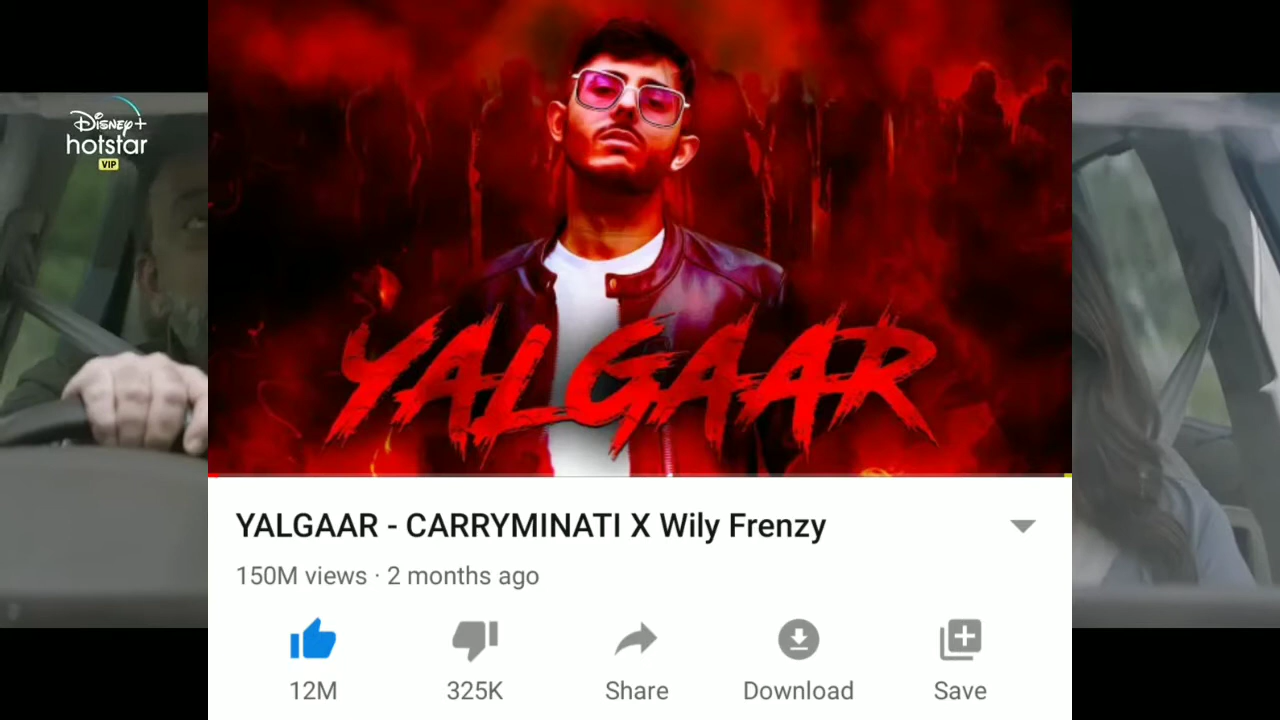 Disney+
hotstar
VIP
YALGAAR
YALGAAR - CARRYMINATI X Wily Frenzy
150M views · 2 months ago
12M
325K
Share
Download
Save